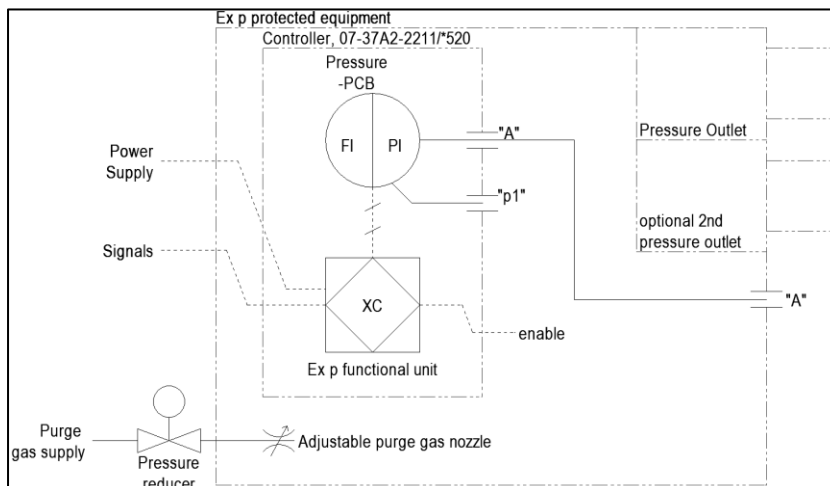 Ex p protected equipment
Controller, 07-37A2-2211/*520
Pressure
-PCB
FI
PI
"A"
Pressure Outlet
Power
Supply
"p1"
optional 2nd
pressure outlet
Signals
"A"
XC
enable
Ex p functional unit
Purge
gas supply
Adjustable purge gas nozzle
Pressure
reducer